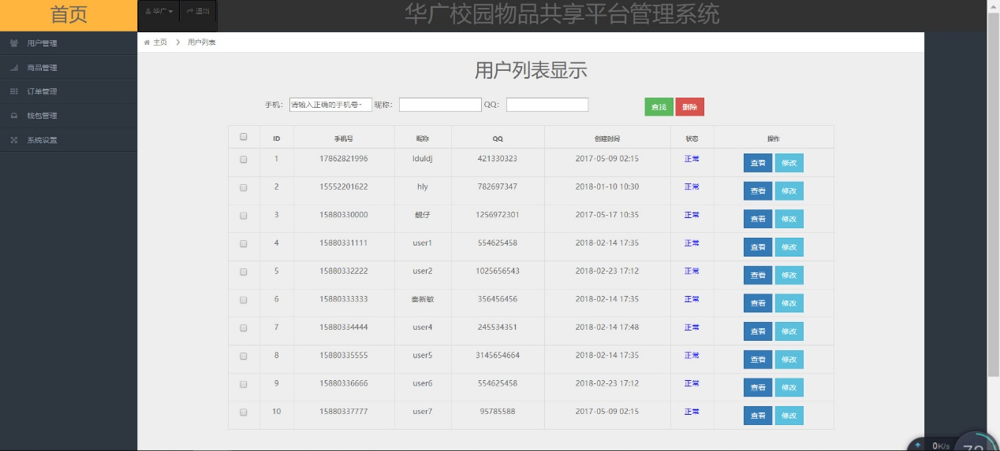 首页 华广 退出 华广校园物品共享平台管理系统
用户管理
商品管理
订单管理
钱包管理
系统设置
主页 用户列表
用户列表显示
手机: 请输入正确的手机号~ 昵称: QQ: 查找 删除
ID 手机号 昵称 QQ 创建时间 状态 操作
1 17862821996 lduldj 421330323 2017-05-09 02:15 正常 查看 修改
2 15552201622 hly 782697347 2018-01-10 10:30 正常 查看 修改
3 15880330000 靓仔 1256972301 2017-05-17 10:35 正常 查看 修改
4 15880331111 user1 554625458 2018-02-14 17:35 正常 查看 修改
5 15880332222 user2 1025656543 2018-02-23 17:12 正常 查看 修改
6 15880333333 秦新敏 356456456 2018-02-14 17:35 正常 查看 修改
7 15880334444 user4 245534351 2018-02-14 17:48 正常 查看 修改
8 15880335555 user5 3145654664 2018-02-14 17:35 正常 查看 修改
9 15880336666 user6 554625458 2018-02-23 17:12 正常 查看 修改
10 15880337777 user7 95785588 2017-05-09 02:15 正常 查看 修改
0K/s